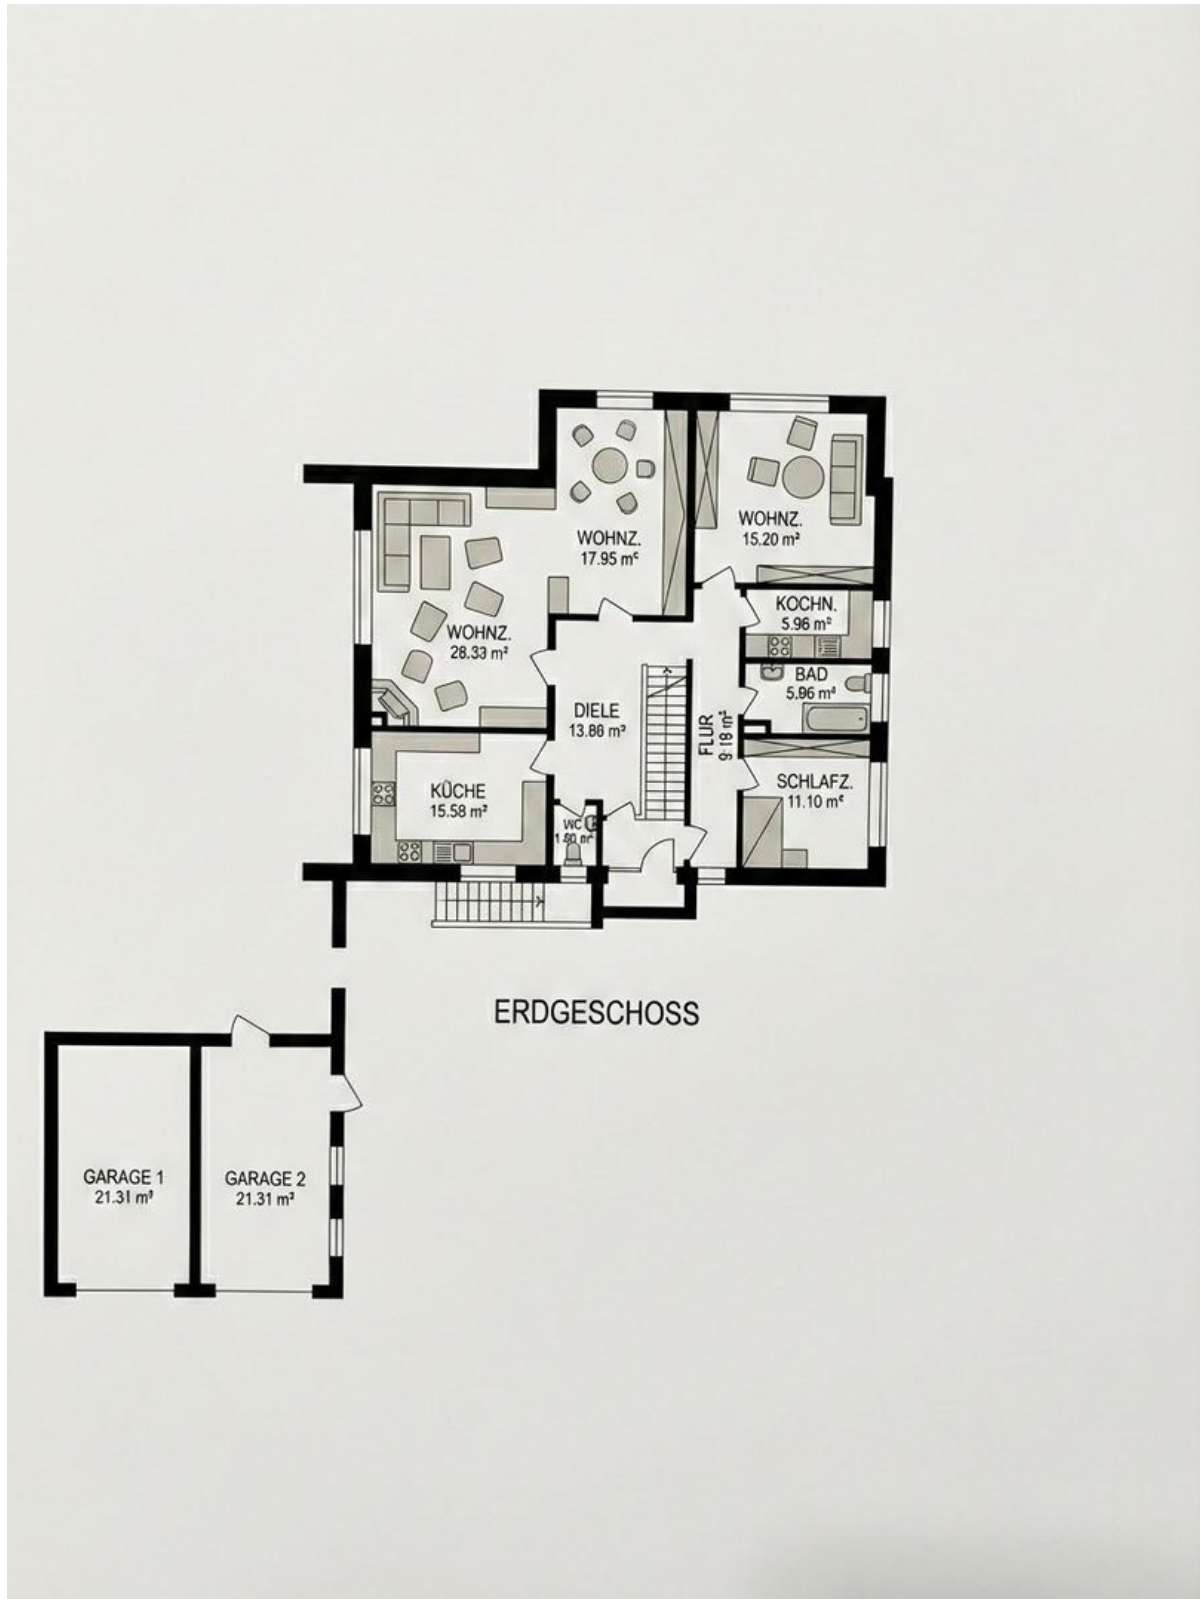 WOHNZ.
17.95 m²
WOHNZ.
15.20 m²
WOHNZ.
28.33 m²
KOCHN.
5.96 m²
BAD
5.96 m²
DIELE
13.86 m²
FLUR
9.18 m²
KÜCHE
15.58 m²
SCHLAFZ.
11.10 m²
WC
ERDGESCHOSS
GARAGE 1
21.31 m²
GARAGE 2
21.31 m²